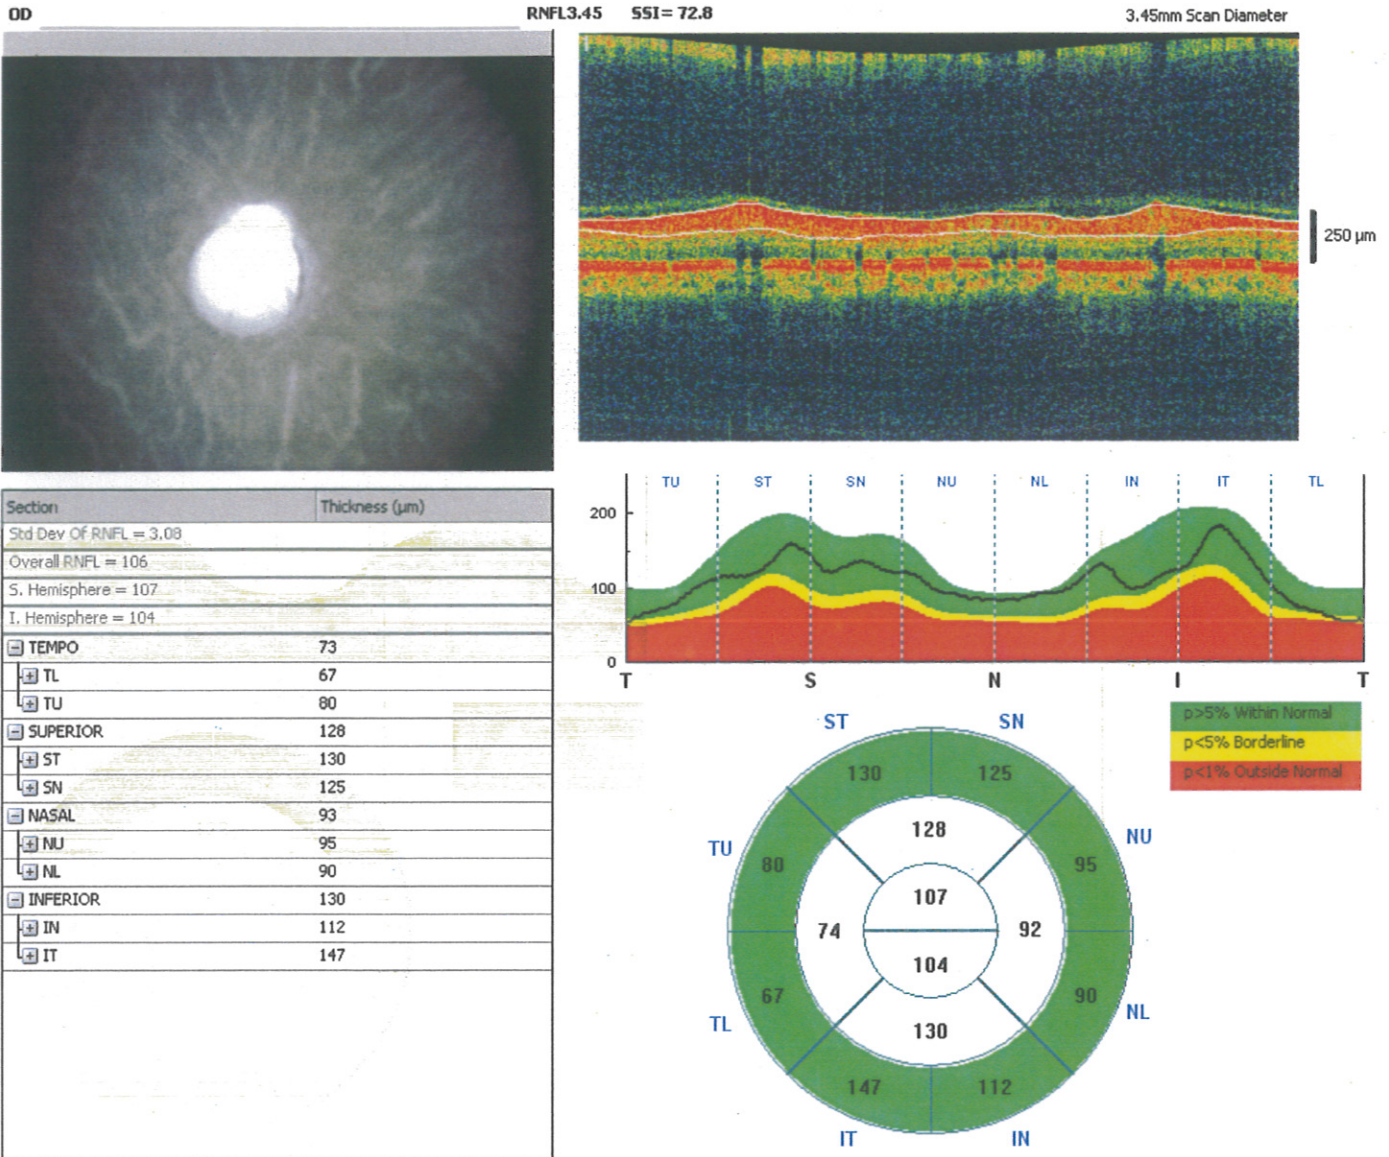 OD RNFL3.45 SSI= 72.8 3.45mm Scan Diameter
250 µm
Section Thickness (µm)
Std Dev Of RNFL = 3.08
Overall RNFL = 106
S. Hemisphere = 107
I. Hemisphere = 104
TEMPO 73
TL 67
TU 80
SUPERIOR 128
ST 130
SN 125
NASAL 93
NU 95
NL 90
INFERIOR 130
IN 112
IT 147
TU ST SN NU NL IN IT TL
200
100
0
T S N I T
p>5% Within Normal
p<5% Borderline
p<1% Outside Normal
ST SN
130 125
128
TU NU
80 95
107
74 92
104
67 90
TL NL
130
147 112
IT IN